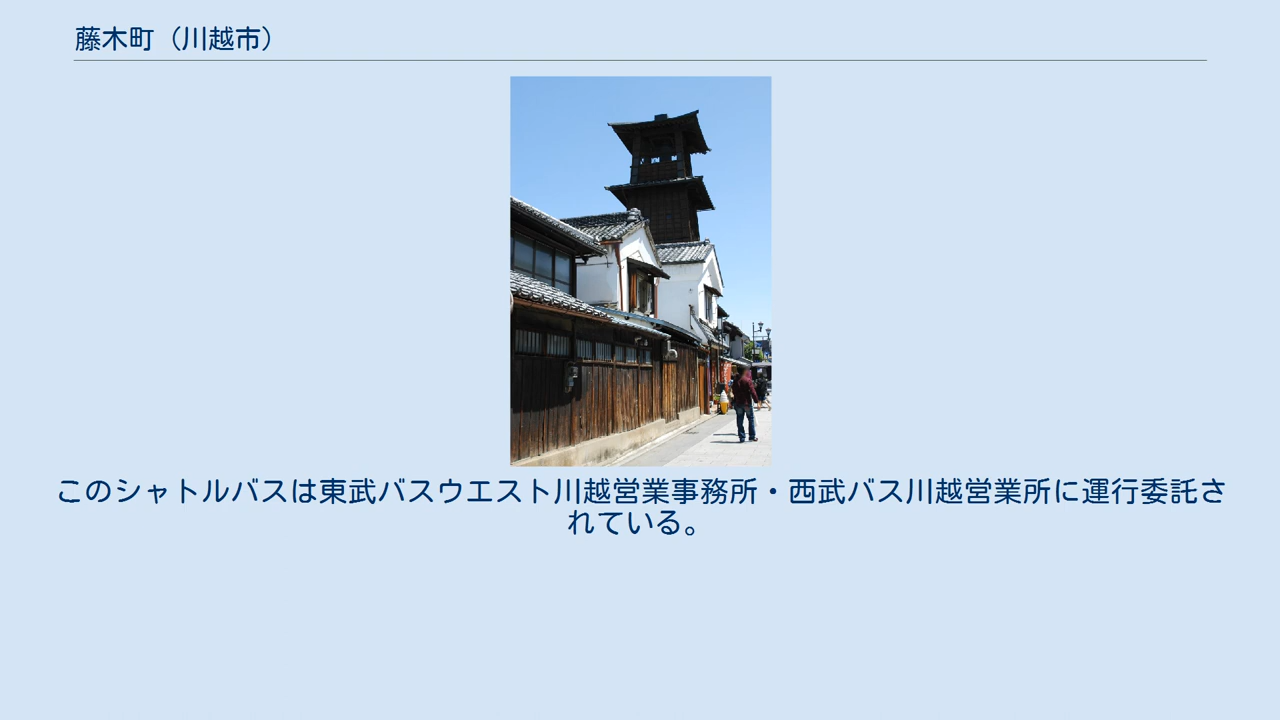 藤木町（川越市）
このシャトルバスは東武バスウエスト川越営業事務所・西武バス川越営業所に運行委託さ
れている。